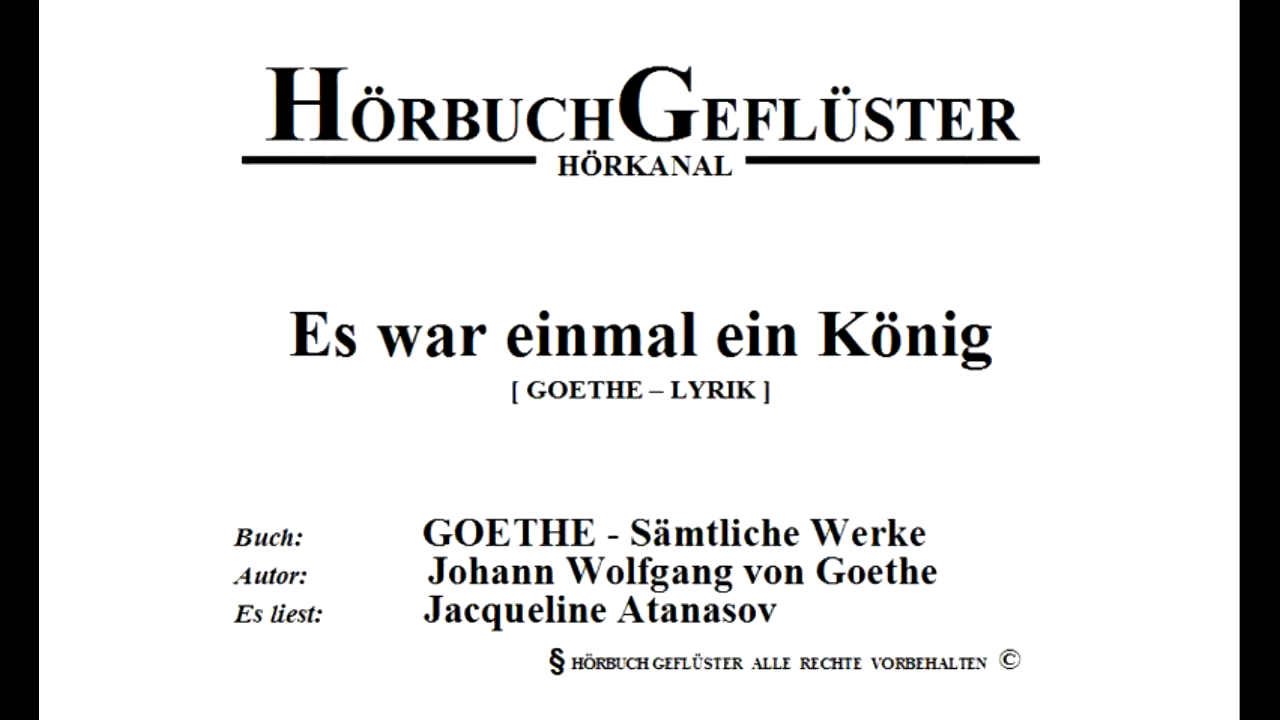 HÖRBUCHGEFLÜSTER
HÖRKANAL
Es war einmal ein König
[ GOETHE – LYRIK ]
Buch: GOETHE - Sämtliche Werke
Autor: Johann Wolfgang von Goethe
Es liest: Jacqueline Atanasov
§ HÖRBUCH GEFLÜSTER ALLE RECHTE VORBEHALTEN ©